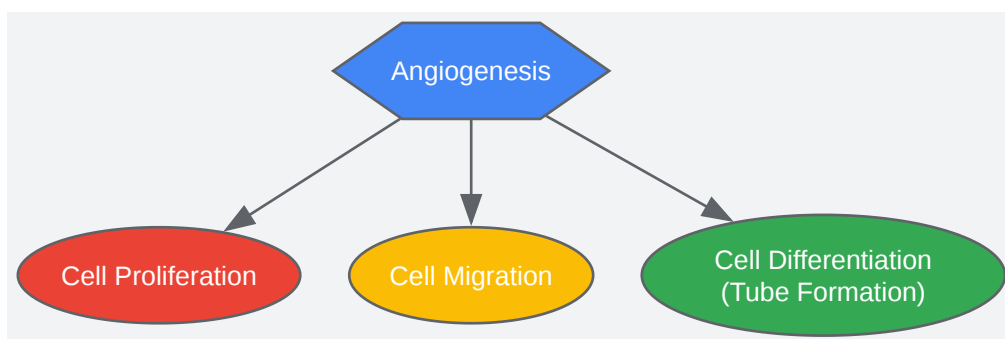 Angiogenesis
Cell Proliferation
Cell Migration
Cell Differentiation
(Tube Formation)